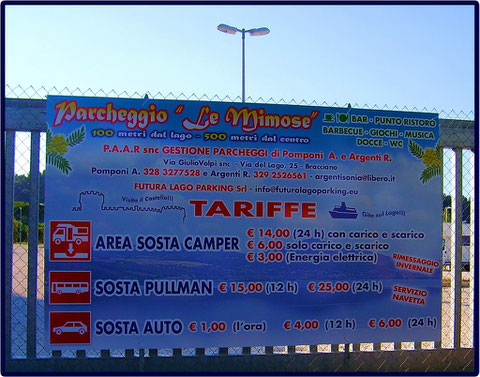 Parcheggio "Le Mimose"
100 metri dal lago - 500 metri dal centro
BAR - PUNTO RISTORO
BARBECUE - GIOCHI - MUSICA
DOCCE - WC
P.A.A.R snc GESTIONE PARCHEGGI di Pomponi A. e Argenti R.
Via GiulioVolpi snc - Via del Lago, 25 - Bracciano
Pomponi A. 328 3277528 e Argenti R. 329 2526561 - argentisonia@libero.it
FUTURA LAGO PARKING Srl - info@futuralagoparking.eu
Visita il Castello!!!
TARIFFE
Gite sul Lago!!!
AREA SOSTA CAMPER
€ 14,00 (24 h) con carico e scarico
€ 6,00 solo carico e scarico
€ 3,00 (Energia elettrica)
RIMESSAGGIO
INVERNALE
SOSTA PULLMAN € 15,00 (12 h) € 25,00 (24 h)
SERVIZIO
NAVETTA
SOSTA AUTO € 1,00 (l'ora) € 4,00 (12 h) € 6,00 (24 h)